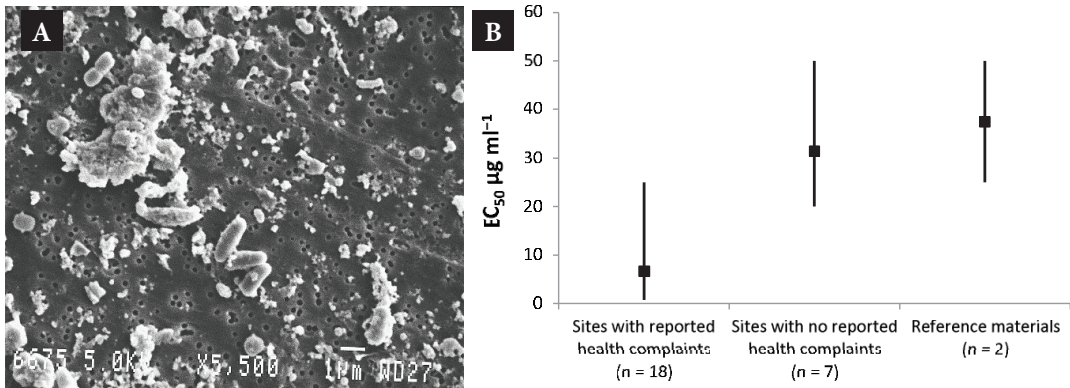 A
6675 5.0KV X5,500 1µm WD27
B
EC50 µg ml⁻¹
60
50
40
30
20
10
0
Sites with reported
health complaints
(n = 18)
Sites with no reported
health complaints
(n = 7)
Reference materials
(n = 2)